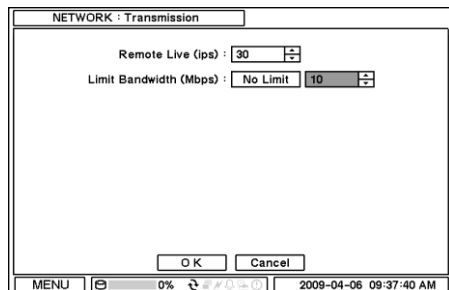 NETWORK : Transmission
Remote Live (ips) : 30
Limit Bandwidth (Mbps) : No Limit 10
OK Cancel
MENU 0% 2009-04-06 09:37:40 AM